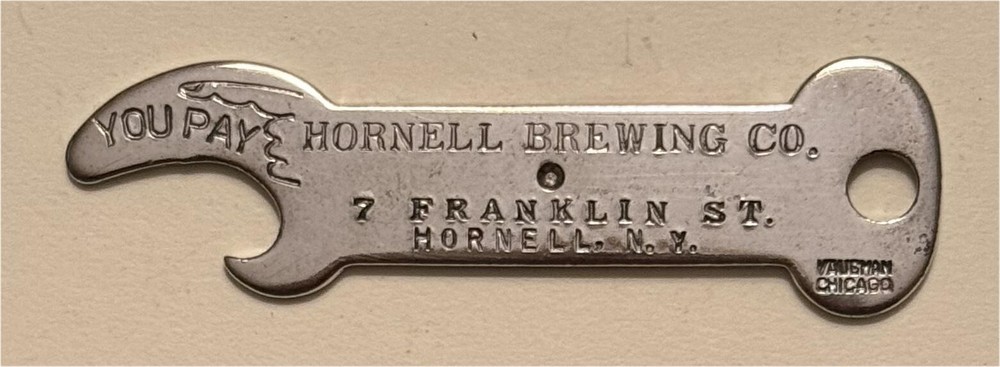 YOU PAY
HORNELL BREWING CO.
7 FRANKLIN ST.
HORNELL, N.Y.
VAUGHAN
CHICAGO